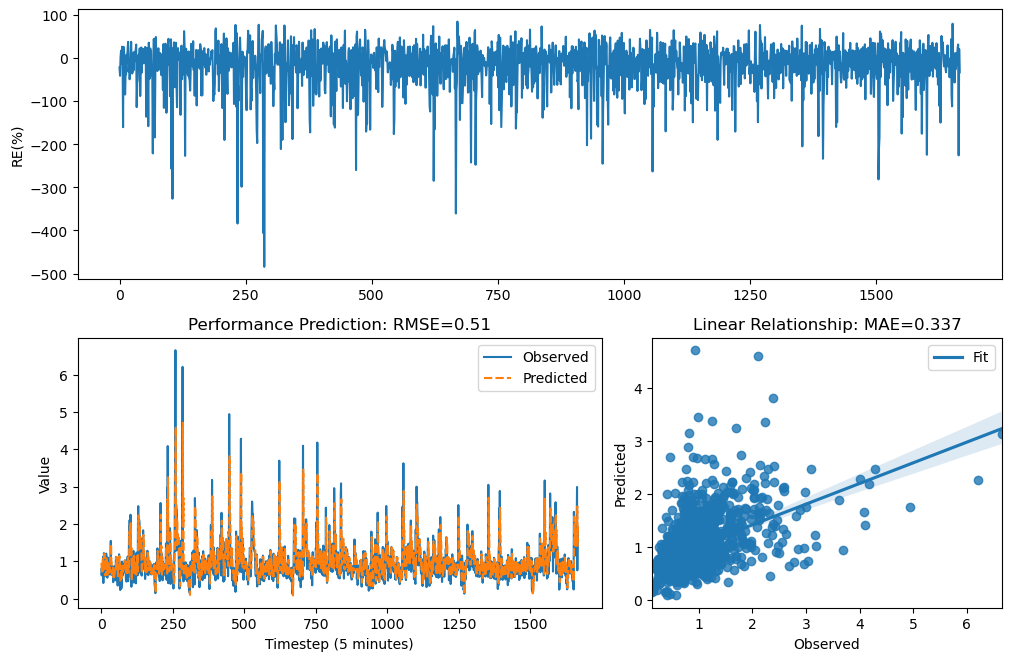 100
0
−100
−200
−300
−400
−500
RE(%)
0 250 500 750 1000 1250 1500
Performance Prediction: RMSE=0.51
Observed
Predicted
6
5
4
3
2
1
0
Value
0 250 500 750 1000 1250 1500
Timestep (5 minutes)
Linear Relationship: MAE=0.337
Fit
4
3
2
1
0
Predicted
1 2 3 4 5 6
Observed